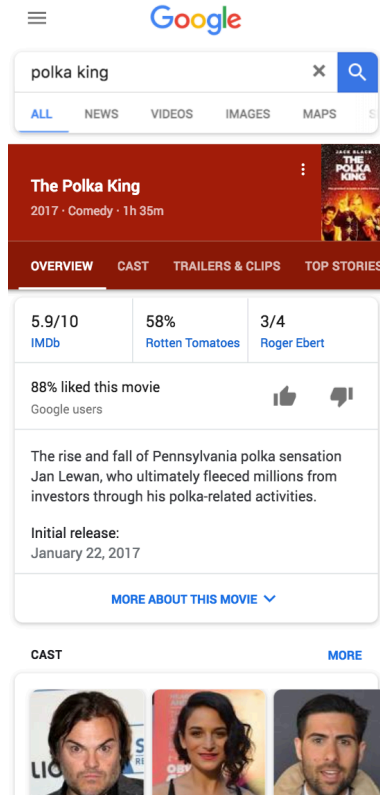 Google
polka king
ALL NEWS VIDEOS IMAGES MAPS S
JACK BLACK
THE
POLKA
KING
The Polka King
2017 · Comedy · 1h 35m
OVERVIEW CAST TRAILERS & CLIPS TOP STORIES
5.9/10 58% 3/4
IMDb Rotten Tomatoes Roger Ebert
88% liked this movie
Google users
The rise and fall of Pennsylvania polka sensation
Jan Lewan, who ultimately fleeced millions from
investors through his polka-related activities.
Initial release:
January 22, 2017
MORE ABOUT THIS MOVIE
CAST MORE